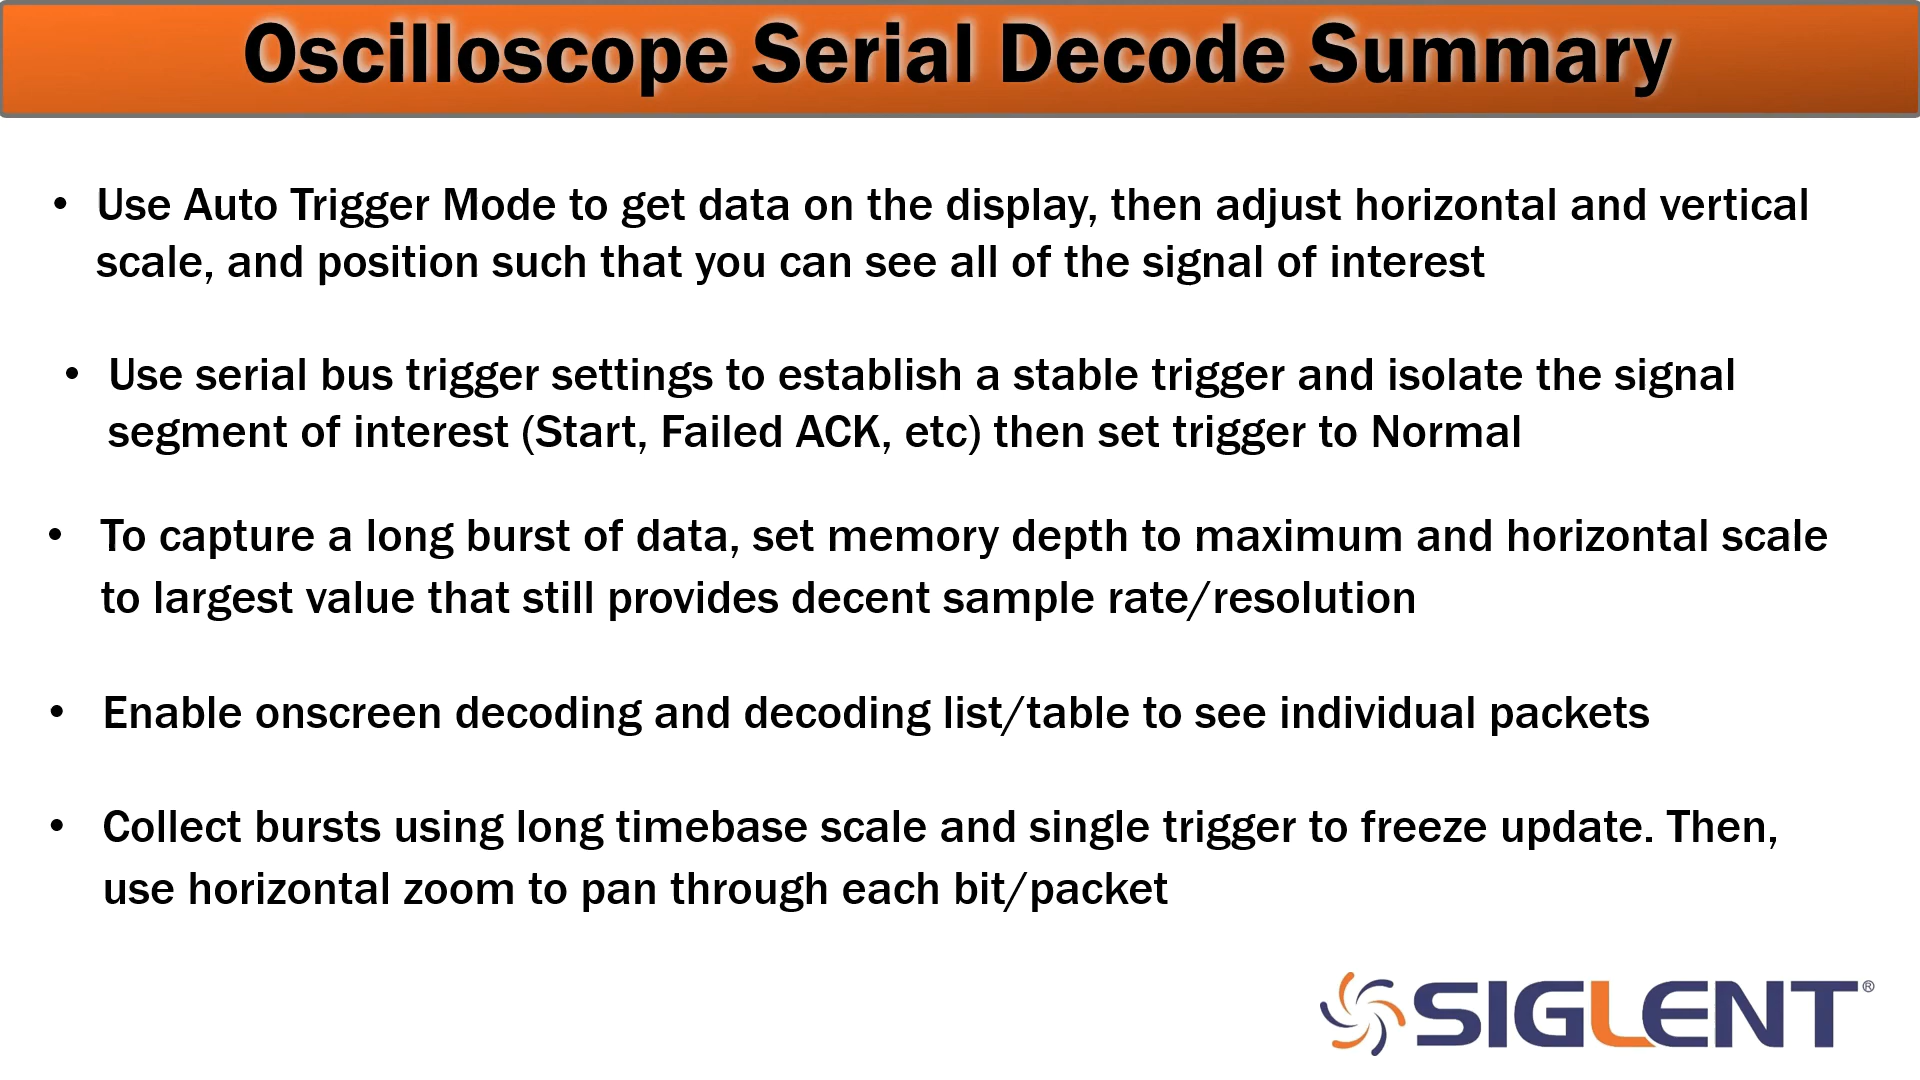 Oscilloscope Serial Decode Summary
• Use Auto Trigger Mode to get data on the display, then adjust horizontal and vertical
scale, and position such that you can see all of the signal of interest
• Use serial bus trigger settings to establish a stable trigger and isolate the signal
segment of interest (Start, Failed ACK, etc) then set trigger to Normal
• To capture a long burst of data, set memory depth to maximum and horizontal scale
to largest value that still provides decent sample rate/resolution
• Enable onscreen decoding and decoding list/table to see individual packets
• Collect bursts using long timebase scale and single trigger to freeze update. Then,
use horizontal zoom to pan through each bit/packet
SIGLENT®